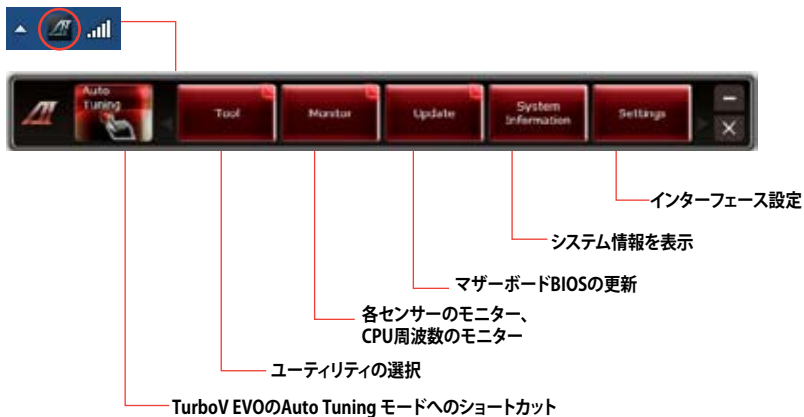 Auto
Tuning
Tool
Monitor
Update
System
Information
Settings
インターフェース設定
システム情報を表示
マザーボードBIOSの更新
各センサーのモニター、
CPU周波数のモニター
ユーティリティの選択
TurboV EVOのAuto Tuning モードへのショートカット